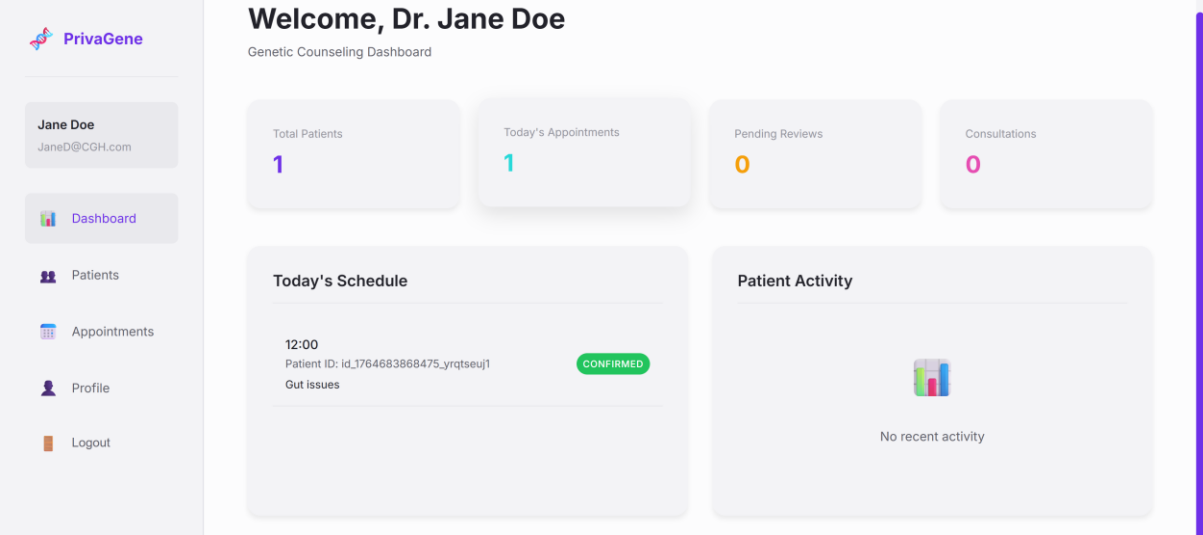 PrivaGene
Jane Doe
JaneD@CGH.com
Dashboard
Patients
Appointments
Profile
Logout
Welcome, Dr. Jane Doe
Genetic Counseling Dashboard
Total Patients
1
Today's Appointments
1
Pending Reviews
0
Consultations
0
Today's Schedule
12:00
Patient ID: id_1764683868475_yrqtseuj1
Gut issues
CONFIRMED
Patient Activity
No recent activity